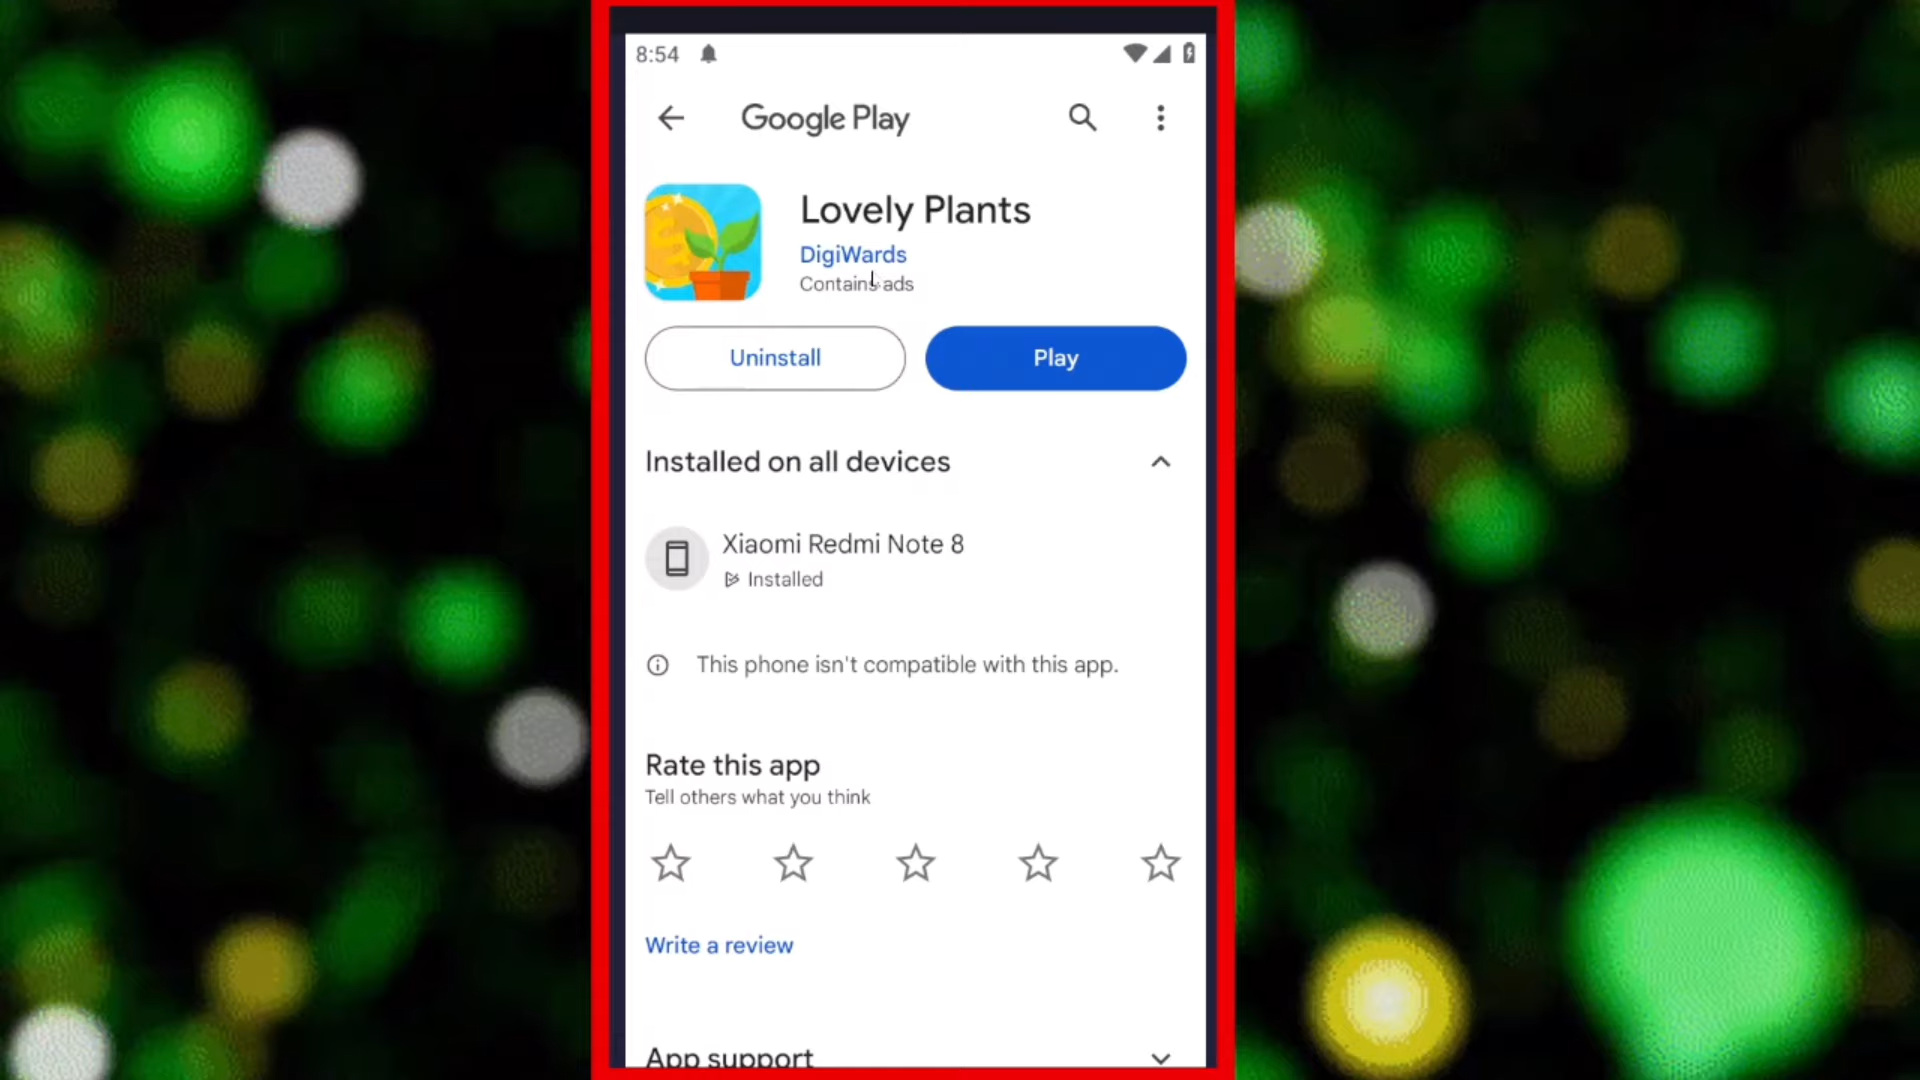 8:54
Google Play
Lovely Plants
DigiWards
Contains ads
Uninstall
Play
Installed on all devices
Xiaomi Redmi Note 8
Installed
This phone isn't compatible with this app.
Rate this app
Tell others what you think
Write a review
App support